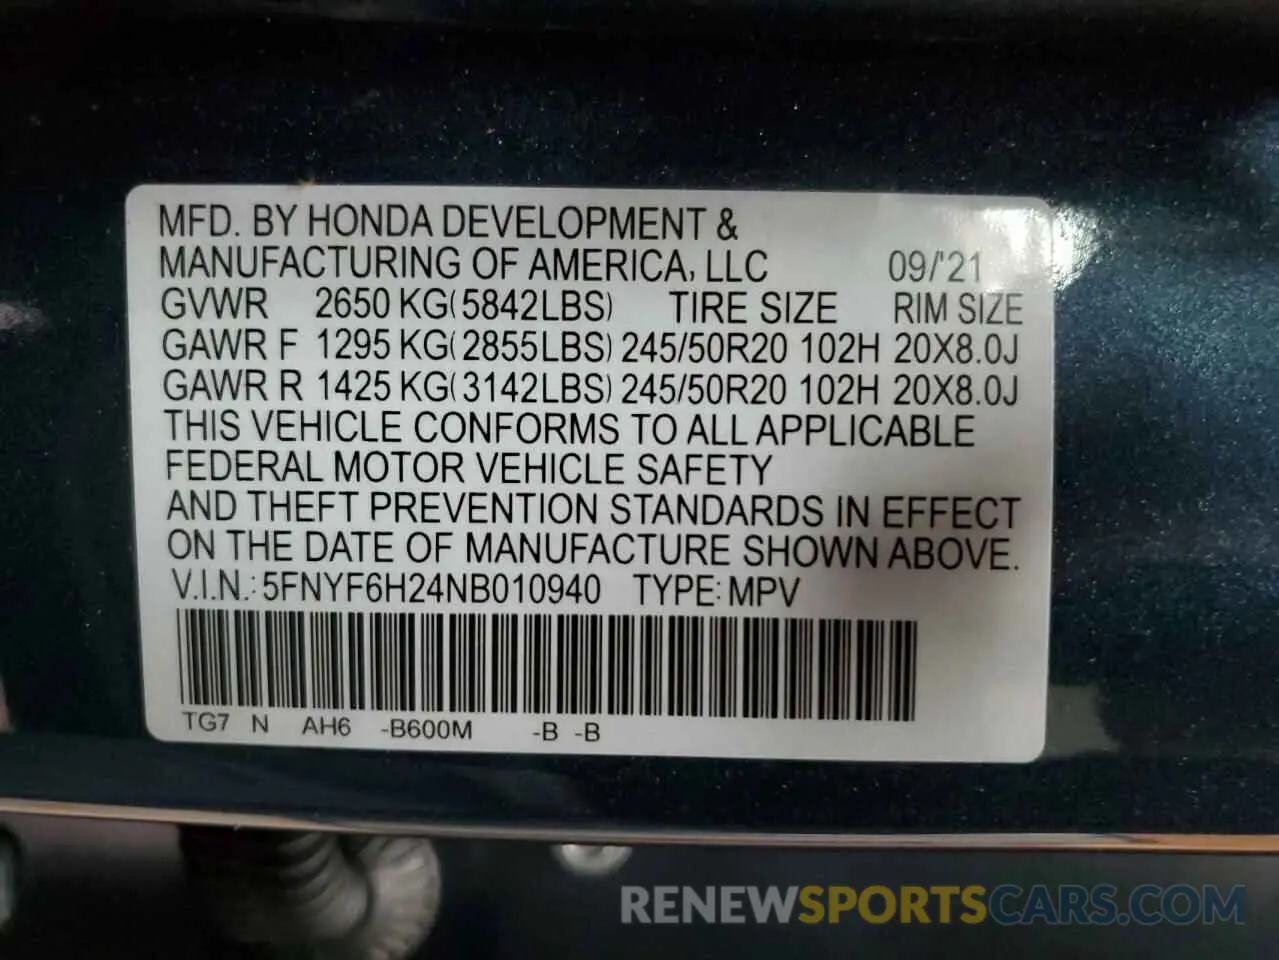 MFD. BY HONDA DEVELOPMENT &
MANUFACTURING OF AMERICA, LLC 09/'21
GVWR 2650 KG(5842LBS) TIRE SIZE RIM SIZE
GAWR F 1295 KG(2855LBS) 245/50R20 102H 20X8.0J
GAWR R 1425 KG(3142LBS) 245/50R20 102H 20X8.0J
THIS VEHICLE CONFORMS TO ALL APPLICABLE
FEDERAL MOTOR VEHICLE SAFETY
AND THEFT PREVENTION STANDARDS IN EFFECT
ON THE DATE OF MANUFACTURE SHOWN ABOVE.
V.I.N.: 5FNYF6H24NB010940 TYPE: MPV
TG7 N AH6 -B600M -B -B
RENEWSPORTSCARS.COM